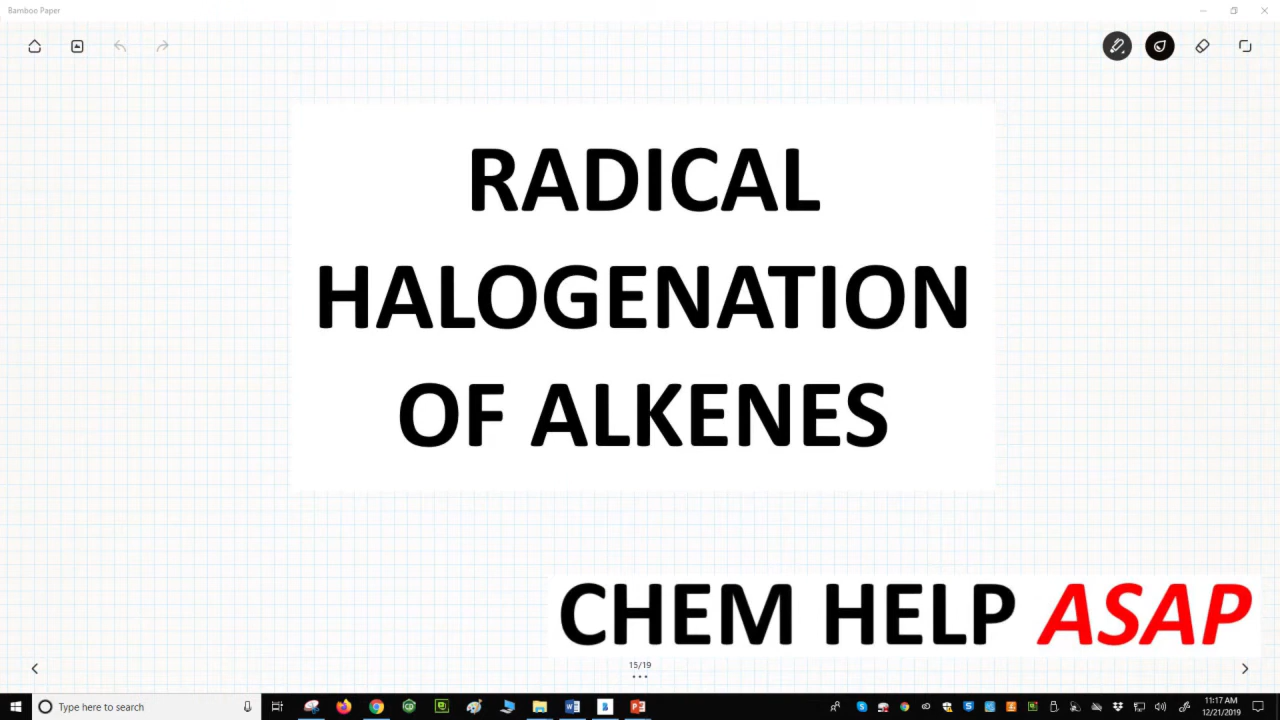 Bamboo Paper
RADICAL
HALOGENATION
OF ALKENES
CHEM HELP ASAP
15/19
Type here to search
11:17 AM
12/21/2019